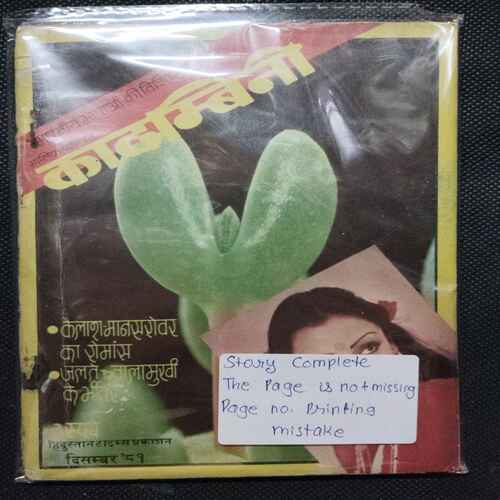 कादम्बिनी
• कैलाश मानसरोवर
का रोमांस
• जलते ज्वालामुखी
के भीतर
हिंदुस्तान टाइम्स प्रकाशन
दिसम्बर '८१
Story Complete
The Page is not missing
Page no. Printing
mistake